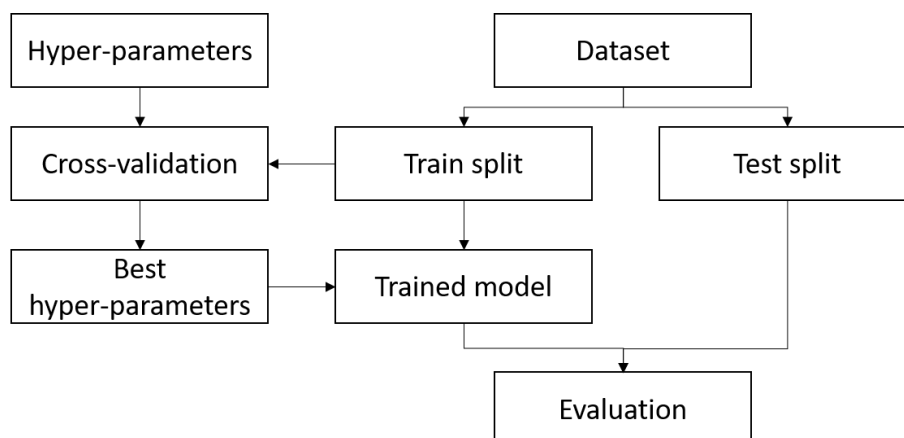 Hyper-parameters
Dataset
Cross-validation
Train split
Test split
Best
hyper-parameters
Trained model
Evaluation